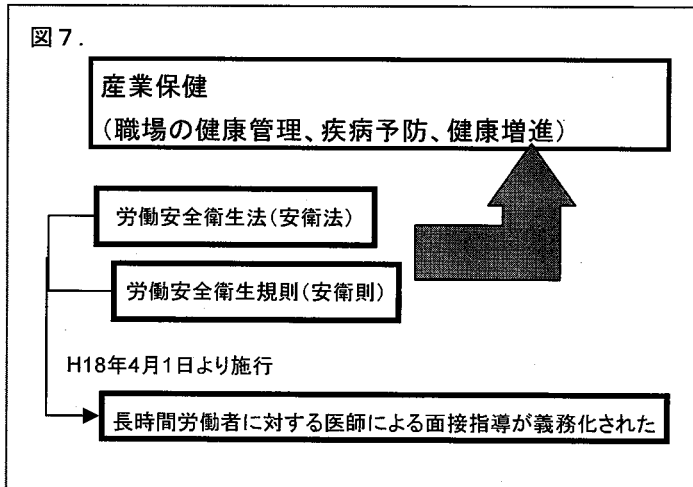 図７.
産業保健
（職場の健康管理、疾病予防、健康増進）
労働安全衛生法（安衛法）
労働安全衛生規則（安衛則）
H18年4月1日より施行
長時間労働者に対する医師による面接指導が義務化された